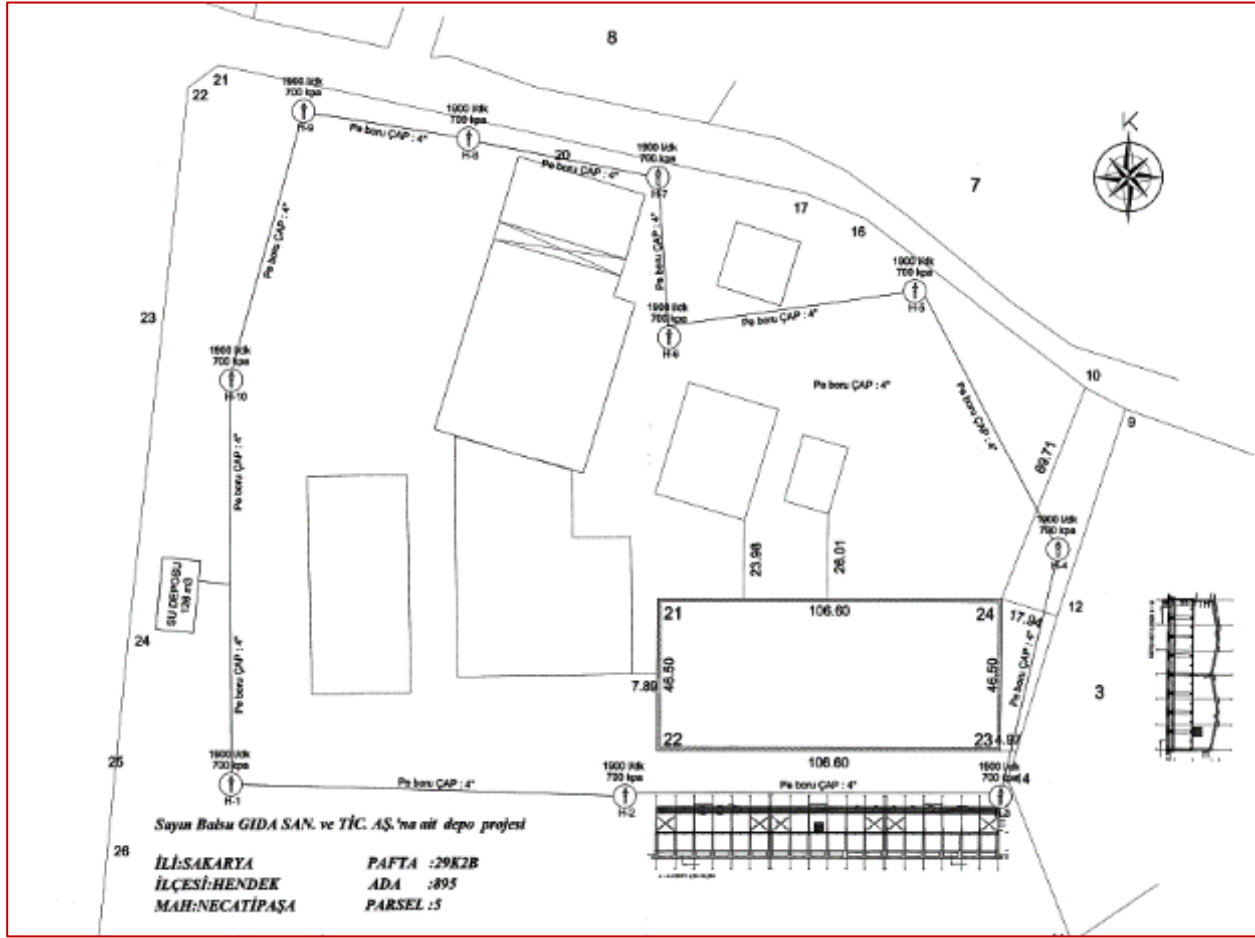 8
21
22
1900 l/dk
700 kpa
H-9
Pe boru ÇAP : 4"
1900 l/dk
700 kpa
H-8
20
Pe boru ÇAP : 4"
1900 l/dk
700 kpa
H-7
K
7
17
16
Pe boru ÇAP : 4"
Pe boru ÇAP : 4"
1900 l/dk
700 kpa
H-5
23
1900 l/dk
700 kpa
H-6
Pe boru ÇAP : 4"
1900 l/dk
700 kpa
H-10
Pe boru ÇAP : 4"
10
9
Pe boru ÇAP : 4"
Pe boru ÇAP : 4"
89.71
1900 l/dk
700 kpa
SU DEPOSU
128 m3
23.98
26.01
21
106.60
24
17.94
12
24
Pe boru ÇAP : 4"
7.89
46.50
46.50
Pe boru ÇAP : 4"
3
22
106.60
23
4.97
25
1900 l/dk
700 kpa
H-1
Pe boru ÇAP : 4"
1900 l/dk
700 kpa
H-2
1900 l/dk
700 kpa
14
Sayın Balsu GIDA SAN. ve TİC. AŞ.'na ait depo projesi
26
İLİ:SAKARYA PAFTA :29K2B
İLÇESİ:HENDEK ADA :895
MAH:NECATİPAŞA PARSEL :5